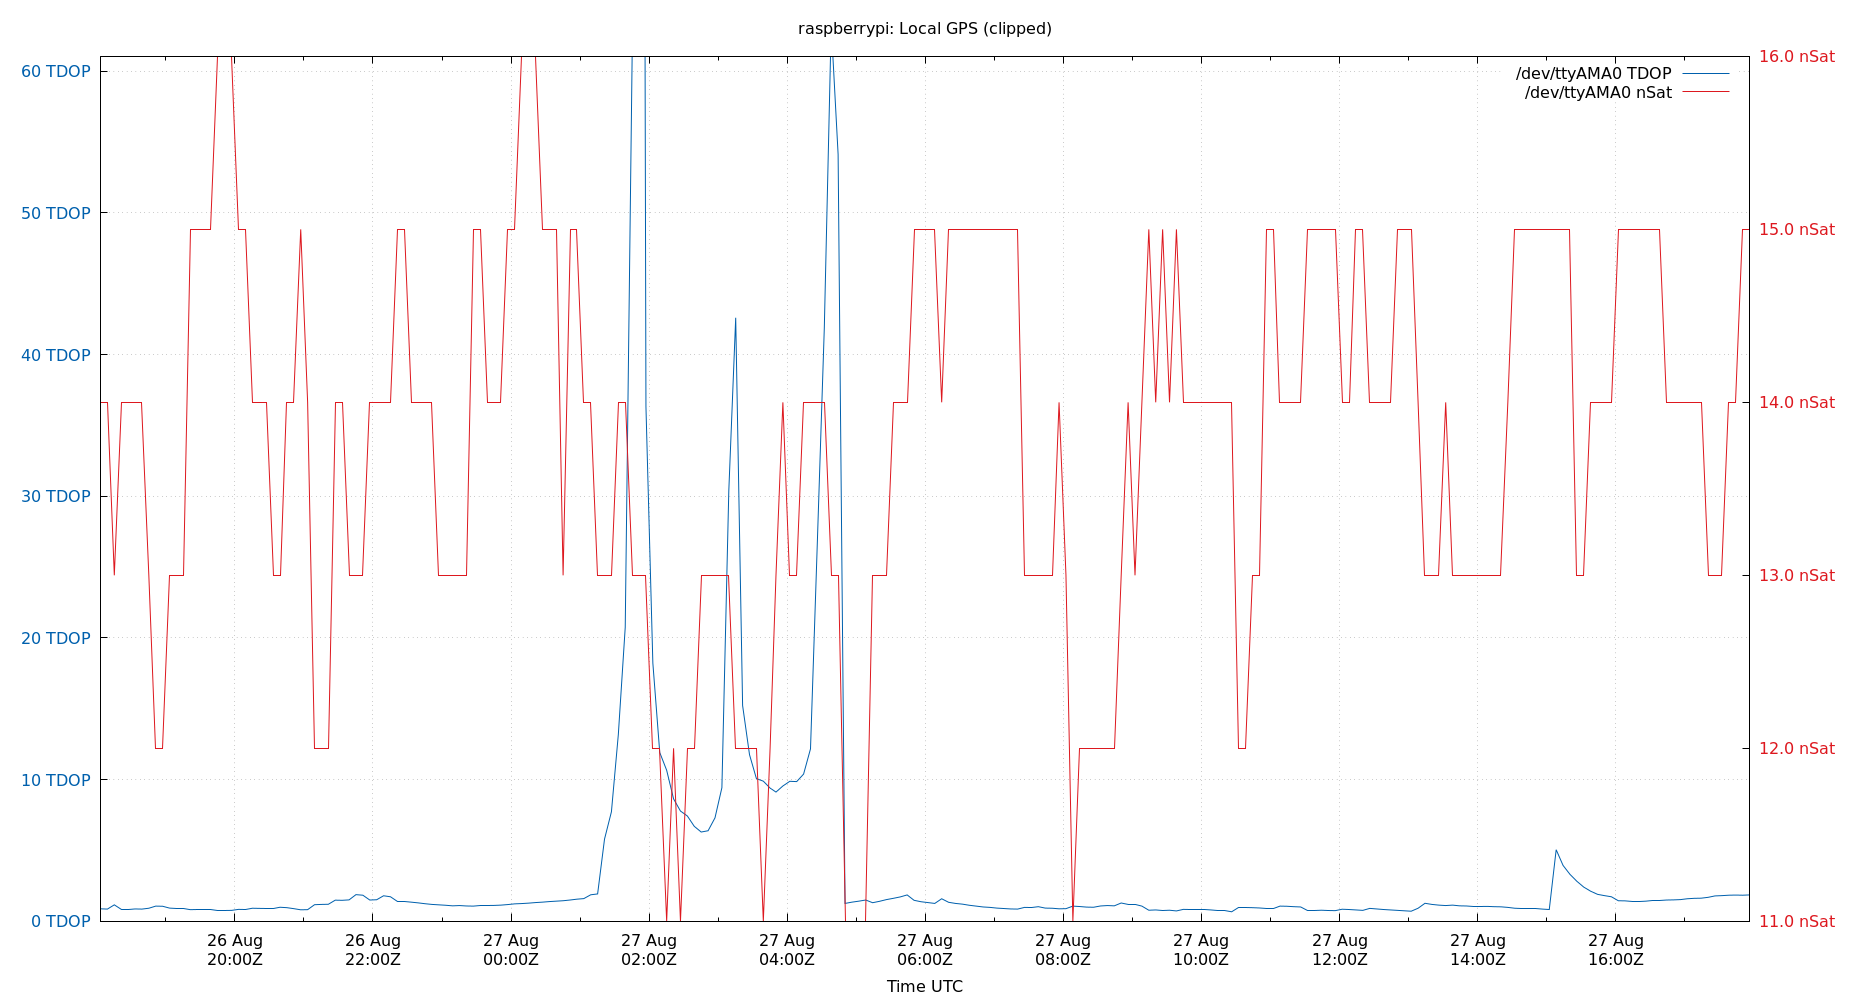 raspberrypi: Local GPS (clipped)
60 TDOP
50 TDOP
40 TDOP
30 TDOP
20 TDOP
10 TDOP
0 TDOP
16.0 nSat
15.0 nSat
14.0 nSat
13.0 nSat
12.0 nSat
11.0 nSat
/dev/ttyAMA0 TDOP
/dev/ttyAMA0 nSat
26 Aug
20:00Z
26 Aug
22:00Z
27 Aug
00:00Z
27 Aug
02:00Z
27 Aug
04:00Z
27 Aug
06:00Z
27 Aug
08:00Z
27 Aug
10:00Z
27 Aug
12:00Z
27 Aug
14:00Z
27 Aug
16:00Z
Time UTC